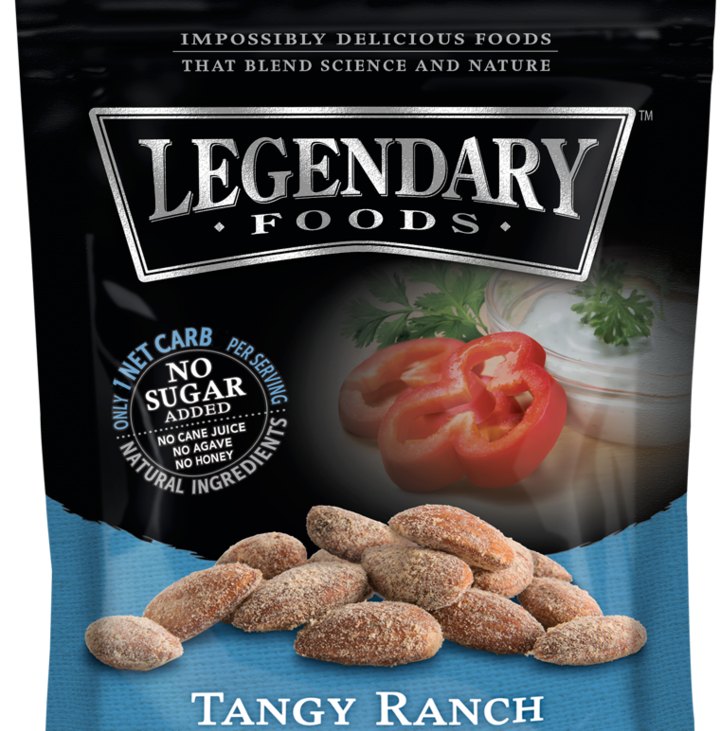 IMPOSSIBLY DELICIOUS FOODS
THAT BLEND SCIENCE AND NATURE
LEGENDARY
TM
· FOODS ·
ONLY 1 NET CARB PER SERVING
NO
SUGAR
ADDED
NO CANE JUICE
NO AGAVE
NO HONEY
NATURAL INGREDIENTS
TANGY RANCH